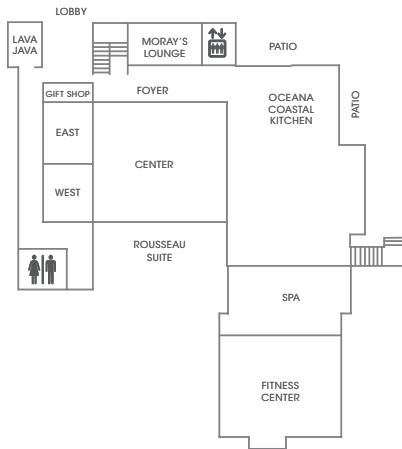 LOBBY
LAVA
JAVA
MORAY'S
LOUNGE
PATIO
GIFT SHOP
FOYER
OCEANA
COASTAL
KITCHEN
PATIO
EAST
CENTER
WEST
ROUSSEAU
SUITE
SPA
FITNESS
CENTER